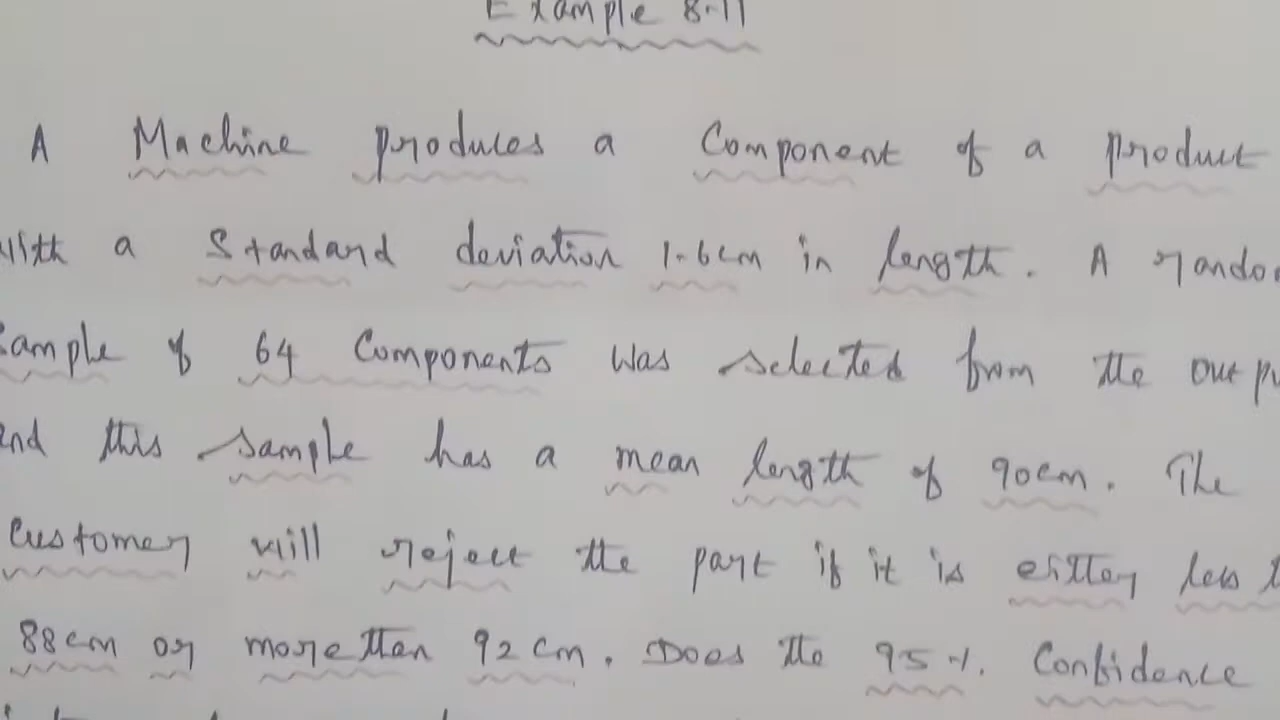 Example 8.11
A Machine produces a Component of a product
with a Standard deviation 1.6cm in length. A rando
Sample of 64 Components was selected from the outp
and this sample has a mean length of 90cm. The
Customer will reject the part if it is either less t
88cm or more than 92cm. Does the 95%. Confidence